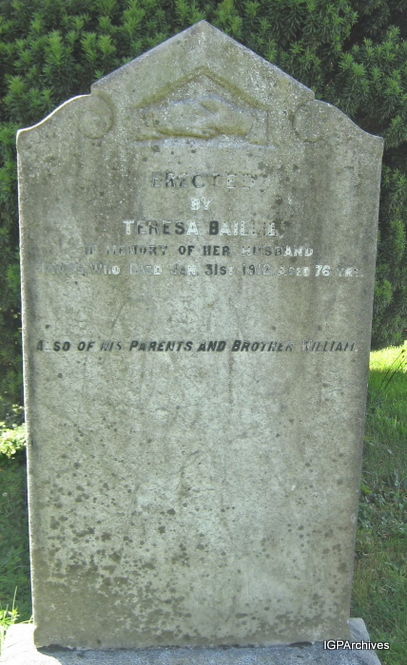 ERECTED
BY
TERESA BAILLIE
IN MEMORY OF HER HUSBAND
WHO DIED JAN. 31ST AGED 76 YRS.
ALSO OF HIS PARENTS AND BROTHER WILLIAM.
IGPArchives